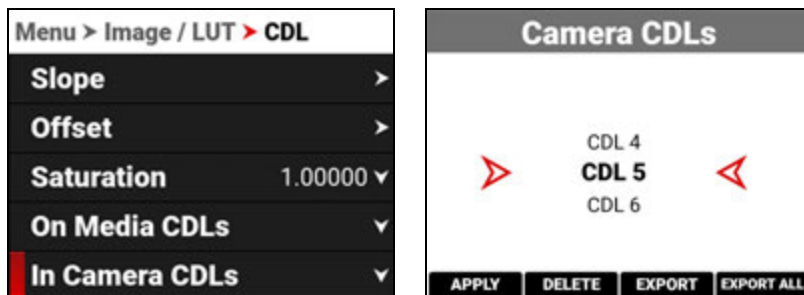 Menu > Image / LUT > CDL
Slope >
Offset >
Saturation 1.00000
On Media CDLs
In Camera CDLs
Camera CDLs
CDL 4
CDL 5
CDL 6
APPLY DELETE EXPORT EXPORT ALL